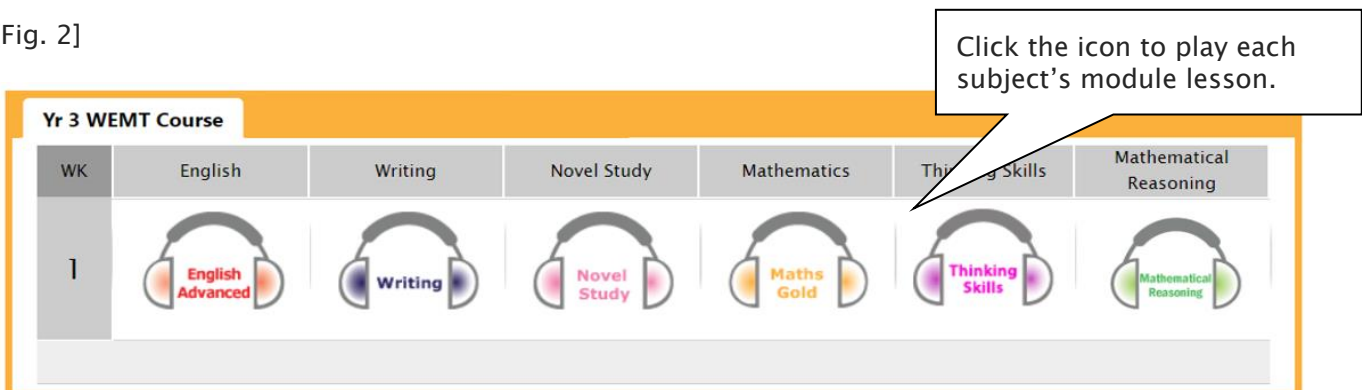 Fig. 2]
Click the icon to play each
subject's module lesson.
Yr 3 WEMT Course
WK
English
Writing
Novel Study
Mathematics
Skills
Mathematical
Reasoning
1
English
Advanced
Writing
Novel
Study
Maths
Gold
Thinking
Skills
Mathematical
Reasoning